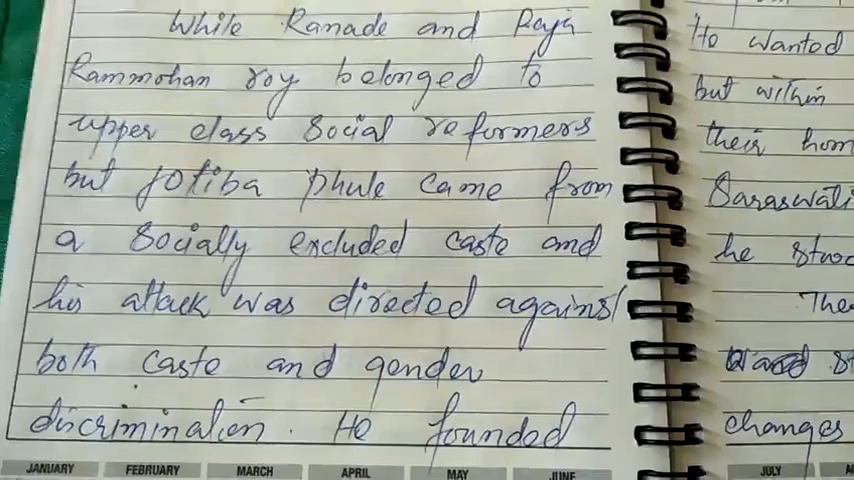 While Ranade and Raja
Rammohan roy belonged to
upper class Social reformers
but Jotiba phule came from
a Socially excluded caste and
his attack was directed against
both caste and gender
discrimination. He founded
JANUARY FEBRUARY MARCH APRIL MAY JUNE
He wanted
but within
their hom
Saraswati
he stood
The
changes
JULY